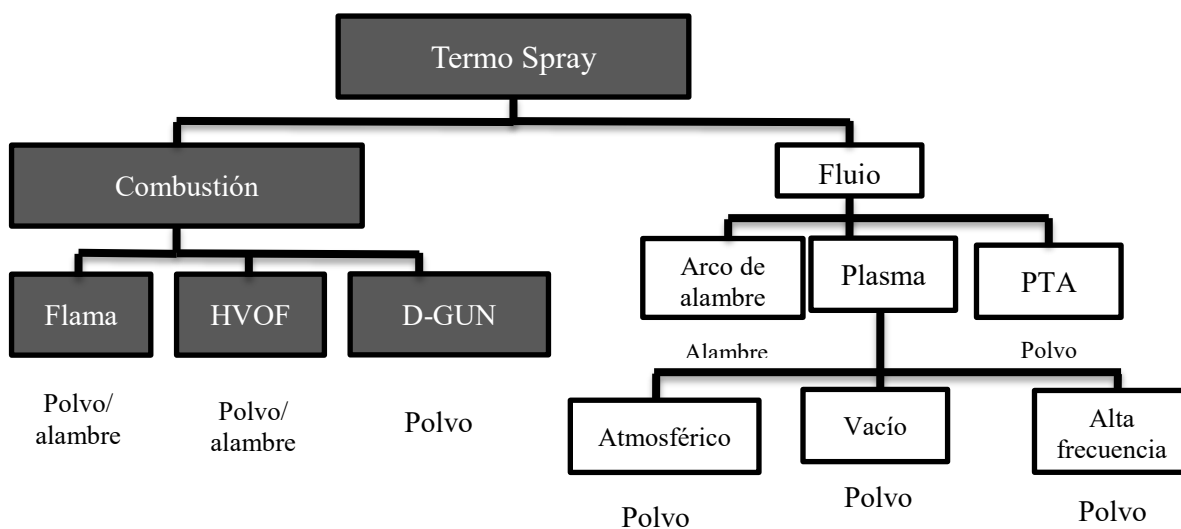 Termo Spray
Combustión
Flujo
Flama
HVOF
D-GUN
Arco de
alambre
Plasma
PTA
Alambre
Polvo
Polvo/
alambre
Polvo/
alambre
Polvo
Atmosférico
Vacío
Alta
frecuencia
Polvo
Polvo
Polvo